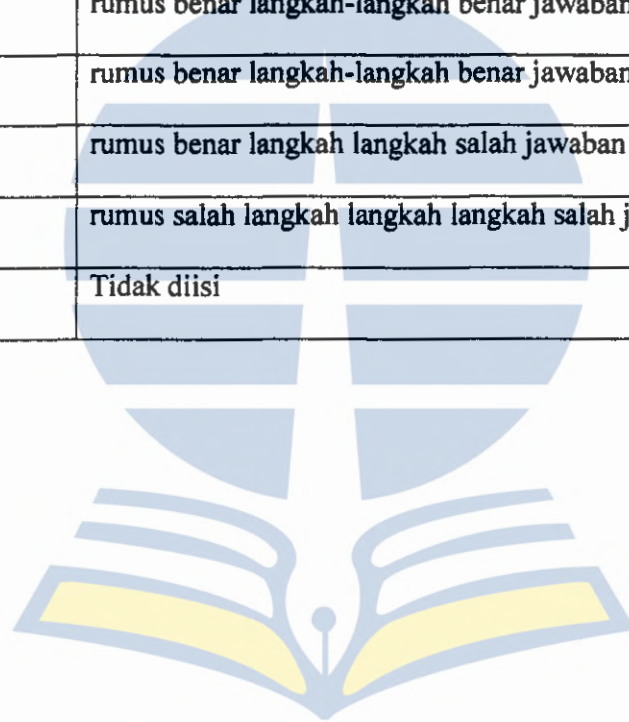 rumus benar langkah-langkah benar jawaban
rumus benar langkah-langkah benar jawaban
rumus benar langkah langkah salah jawaban
rumus salah langkah langkah langkah salah j
Tidak diisi